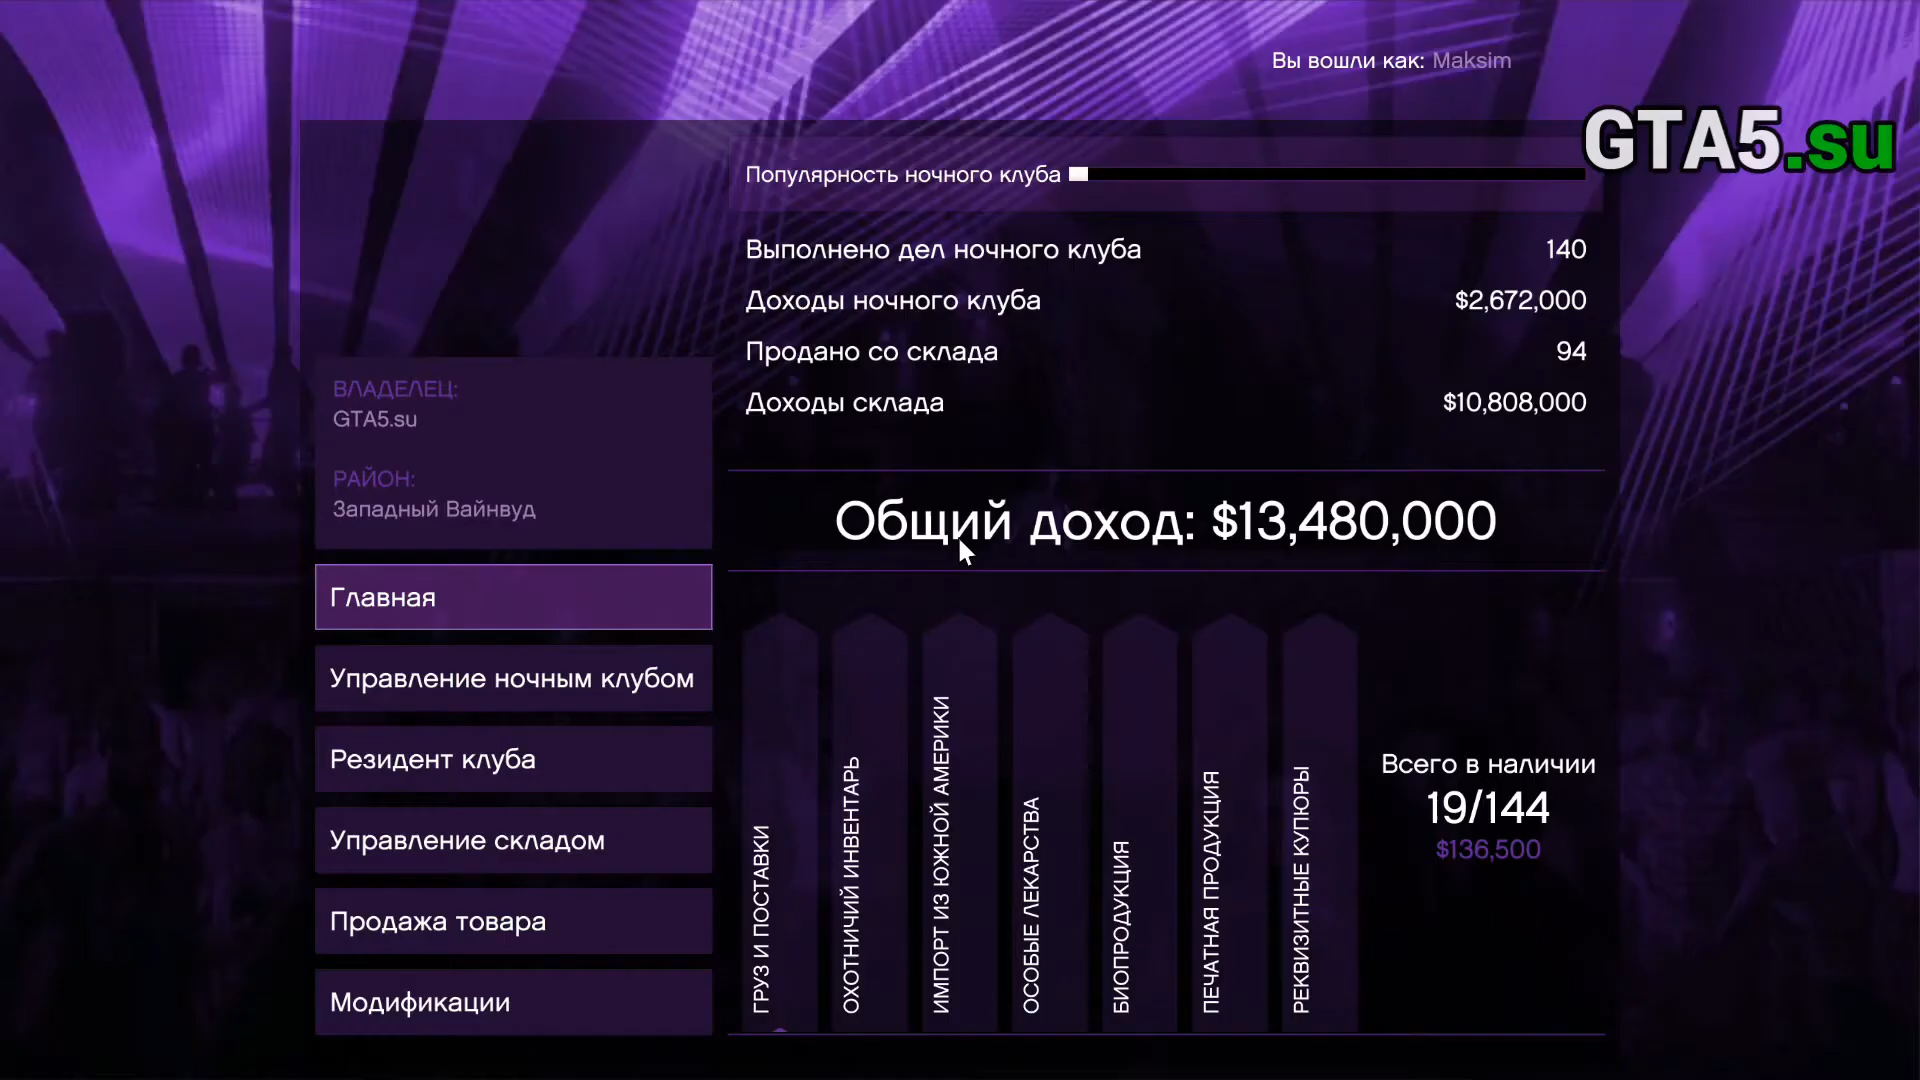 Вы вошли как: Maksim
GTA5.su
Популярность ночного клуба
Выполнено дел ночного клуба 140
Доходы ночного клуба $2,672,000
Продано со склада 94
Доходы склада $10,808,000
ВЛАДЕЛЕЦ:
GTA5.su
РАЙОН:
Западный Вайнвуд
Общий доход: $13,480,000
Главная
Управление ночным клубом
Резидент клуба
Управление складом
Продажа товара
Модификации
ГРУЗ И ПОСТАВКИ
ОХОТНИЧИЙ ИНВЕНТАРЬ
ИМПОРТ ИЗ ЮЖНОЙ АМЕРИКИ
ОСОБЫЕ ЛЕКАРСТВА
БИОПРОДУКЦИЯ
ПЕЧАТНАЯ ПРОДУКЦИЯ
РЕКВИЗИТНЫЕ КУПЮРЫ
Всего в наличии
19/144
$136,500